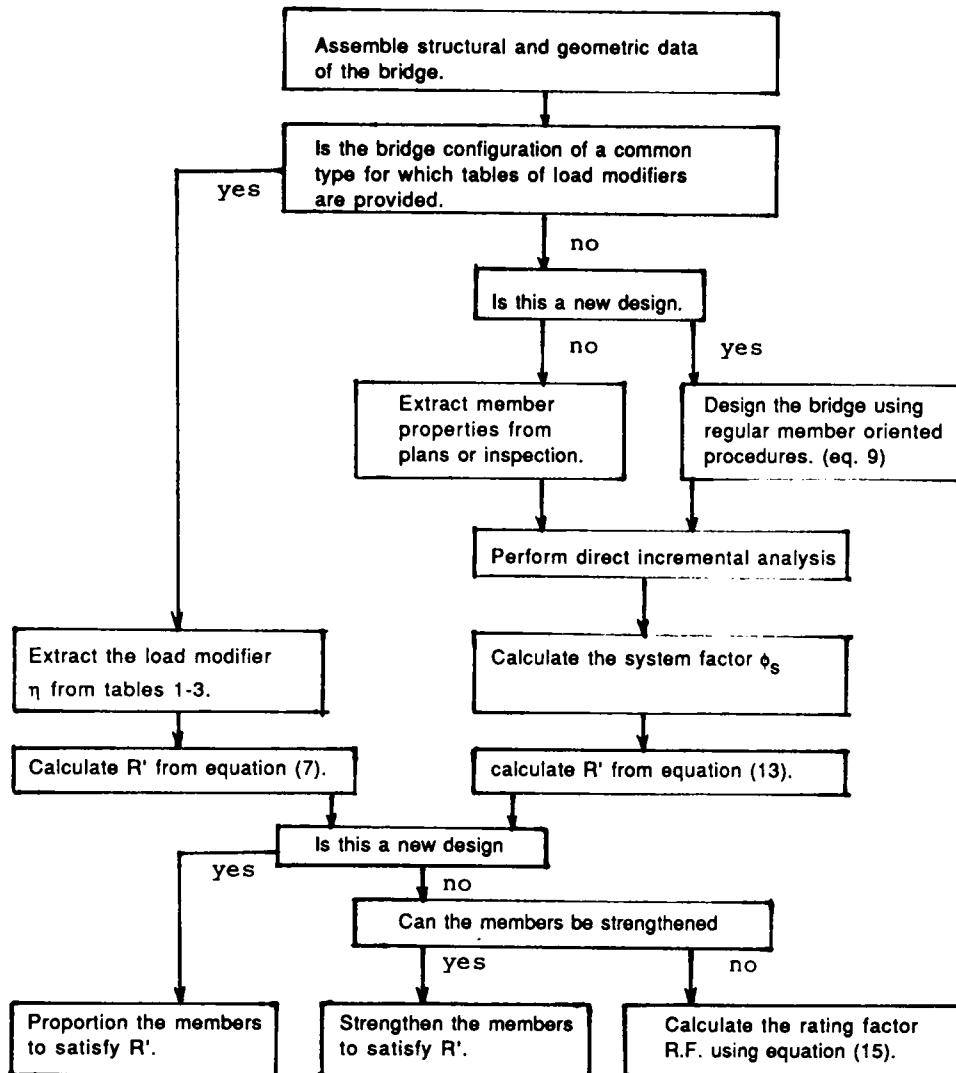 Assemble structural and geometric data
of the bridge.
Is the bridge configuration of a common
type for which tables of load modifiers
are provided.
yes
no
Is this a new design.
no
yes
Extract member
properties from
plans or inspection.
Design the bridge using
regular member oriented
procedures. (eq. 9)
Perform direct incremental analysis
Extract the load modifier
η from tables 1-3.
Calculate the system factor ϕs
Calculate R' from equation (7).
calculate R' from equation (13).
Is this a new design
yes
no
Can the members be strengthened
yes
no
Proportion the members
to satisfy R'.
Strengthen the members
to satisfy R'.
Calculate the rating factor
R.F. using equation (15).